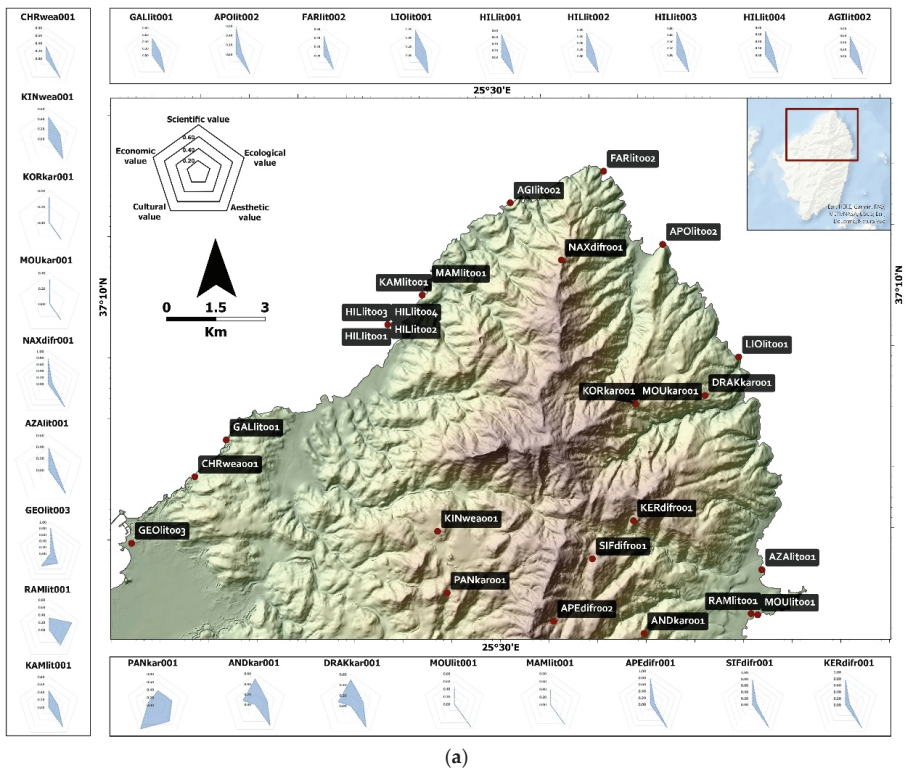 CHRwea001
KINwea001
KORkar001
MOUkar001
NAXdifr001
AZAlit001
GEOlit003
RAMlit001
KAMlit001
GALlit001
APOlit002
FARlit002
LIOlit001
HILlit001
HILlit002
HILlit003
HILlit004
AGIlit002
25°30'E
37°10'N
37°10'N
Scientific value
Economic
value
Ecological
value
Cultural
value
Aesthetic
value
0.60
0.40
0.20
0 1.5 3
Km
FARlit002
AGIlit002
APOlit002
NAXdifr001
MAMlit001
KAMlit001
HILlit003 HILlit04
HILlit001 HILlit002
LIOlit001
DRAKkar001
KORkar001 MOUkar001
GALlit001
CHRwea001
KERdifr001
KINwea001
GEOlit003
SIFdifr001
AZAlit001
PANkar001
RAMlit001 MOUlit001
APEdifr002
ANDkar001
25°30'E
PANkar001
ANDkar001
DRAKkar001
MOUlit001
MAMlit001
APEdifr001
SIFdifr001
KERdifr001
(a)